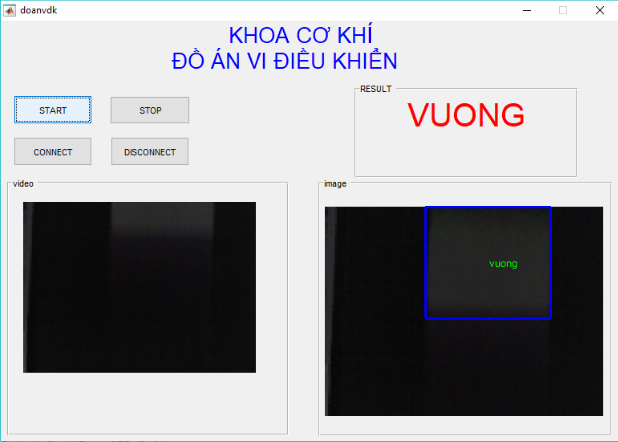 doanvdk
KHOA CƠ KHÍ
ĐỒ ÁN VI ĐIỀU KHIỂN
START
STOP
CONNECT
DISCONNECT
RESULT
VUONG
video
image
vuong